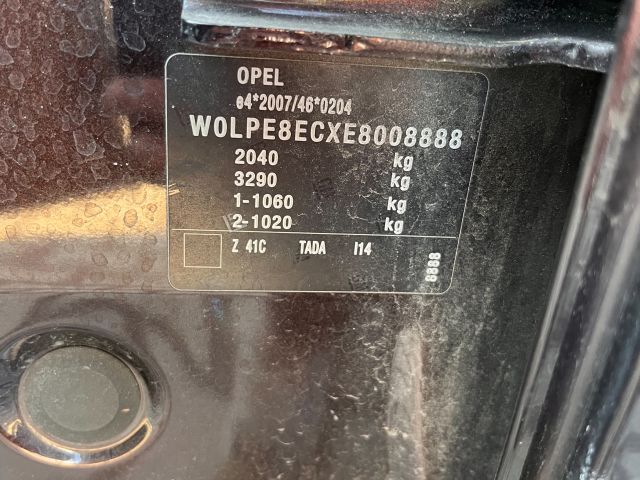 OPEL
e4*2007/46*0204
W0LPE8ECXE8008888
2040 kg
3290 kg
1-1060 kg
2-1020 kg
Z 41C TADA I14
8888